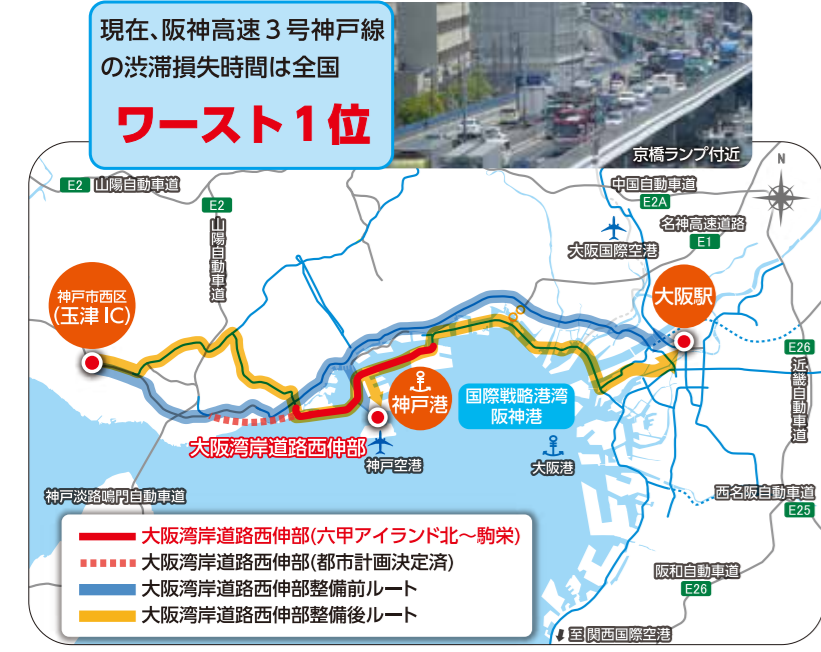 現在、阪神高速３号神戸線
の渋滞損失時間は全国
ワースト１位
京橋ランプ付近
N
E2 山陽自動車道
E2
山陽自動車道
中国自動車道
E2A
名神高速道路
E1
大阪国際空港
神戸市西区
(玉津IC)
大阪駅
E26
近畿自動車道
神戸港
国際戦略港湾
阪神港
大阪湾岸道路西伸部
神戸空港
大阪港
神戸淡路鳴門自動車道
西名阪自動車道
E25
阪和自動車道
E26
大阪湾岸道路西伸部(六甲アイランド北～駒栄)
大阪湾岸道路西伸部(都市計画決定済)
大阪湾岸道路西伸部整備前ルート
大阪湾岸道路西伸部整備後ルート
至 関西国際空港